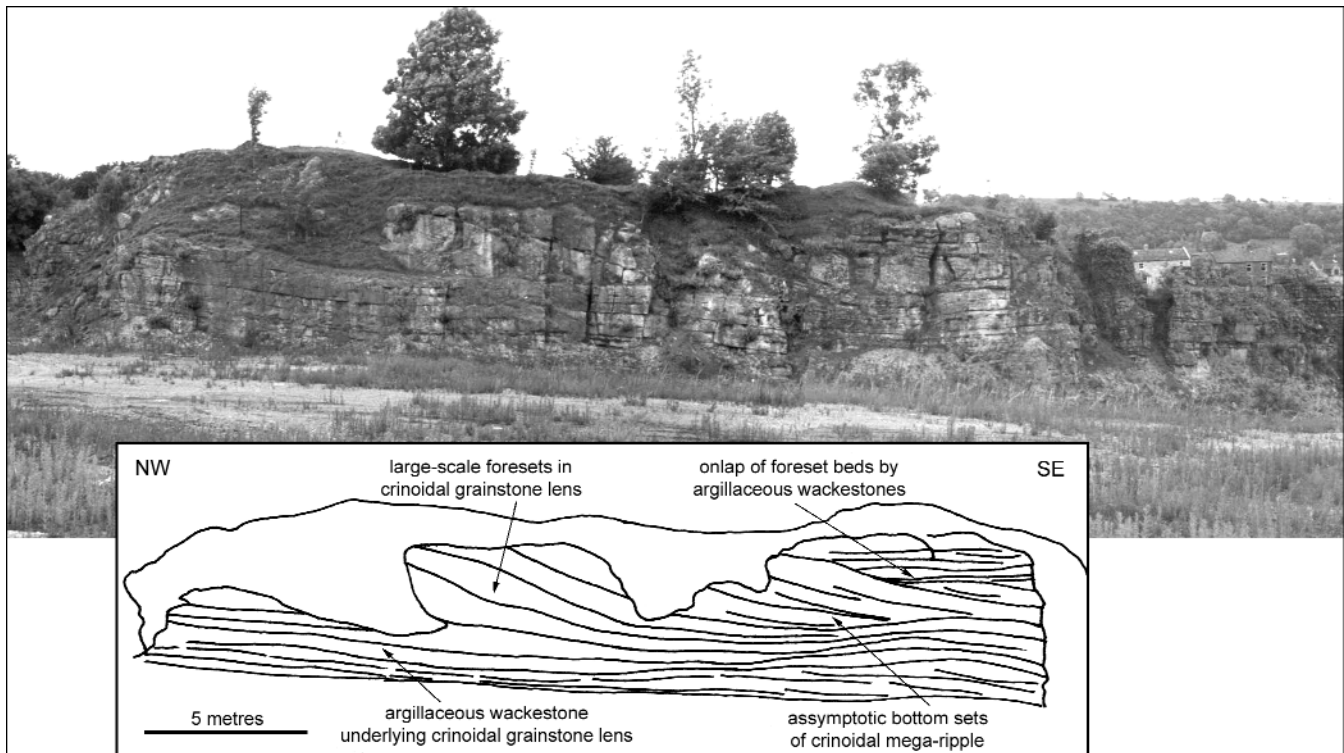 NW
large-scale foresets in
crinoidal grainstone lens
onlap of foreset beds by
argillaceous wackestones
SE
5 metres
argillaceous wackestone
underlying crinoidal grainstone lens
assymptotic bottom sets
of crinoidal mega-ripple